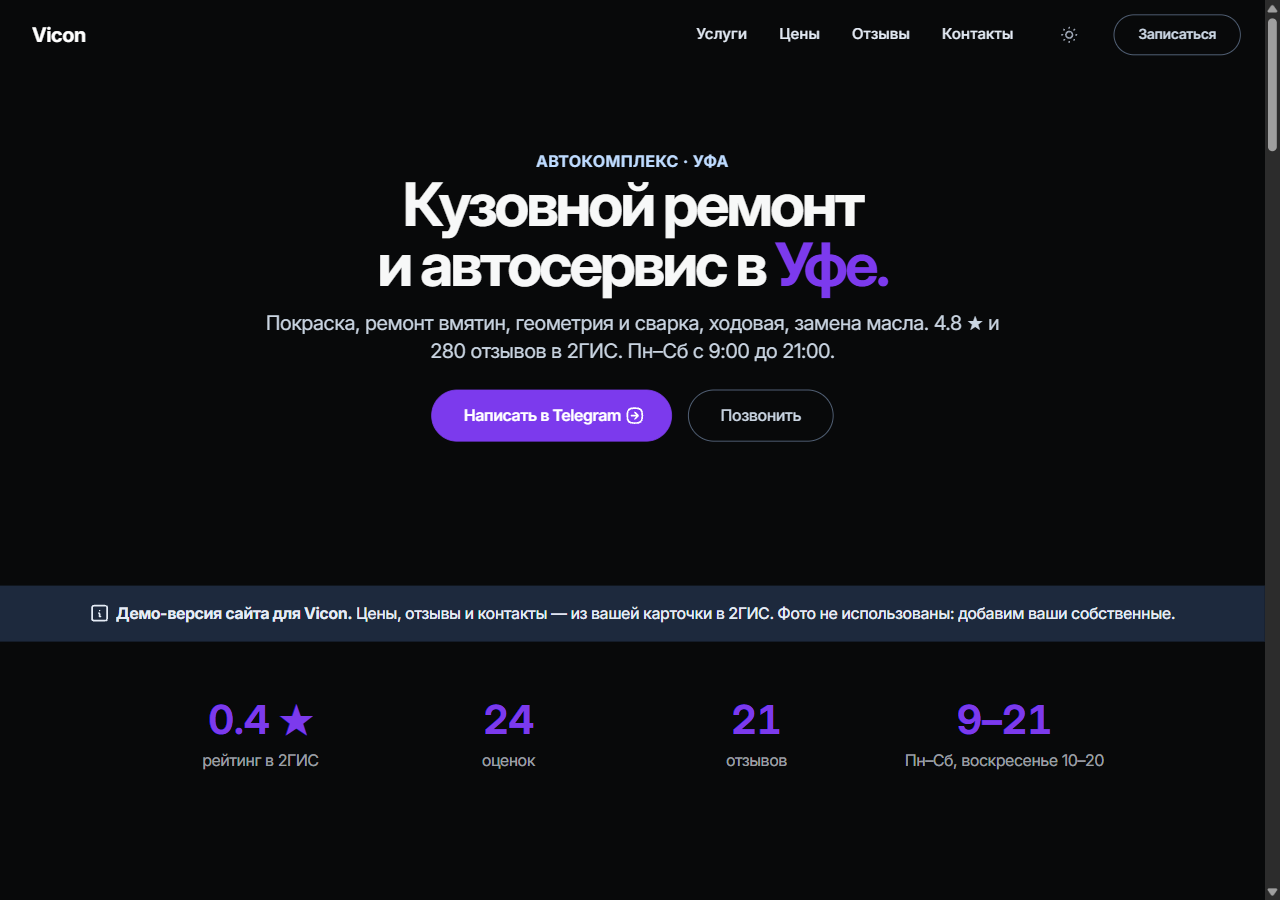 Vicon
Услуги
Цены
Отзывы
Контакты
Записаться
АВТОКОМПЛЕКС · УФА
Кузовной ремонт
и автосервис в Уфе.
Покраска, ремонт вмятин, геометрия и сварка, ходовая, замена масла. 4.8 ★ и
280 отзывов в 2ГИС. Пн–Сб с 9:00 до 21:00.
Написать в Telegram
Позвонить
Демо-версия сайта для Vicon. Цены, отзывы и контакты — из вашей карточки в 2ГИС. Фото не использованы: добавим ваши собственные.
0.4 ★
рейтинг в 2ГИС
24
оценок
21
отзывов
9–21
Пн–Сб, воскресенье 10–20